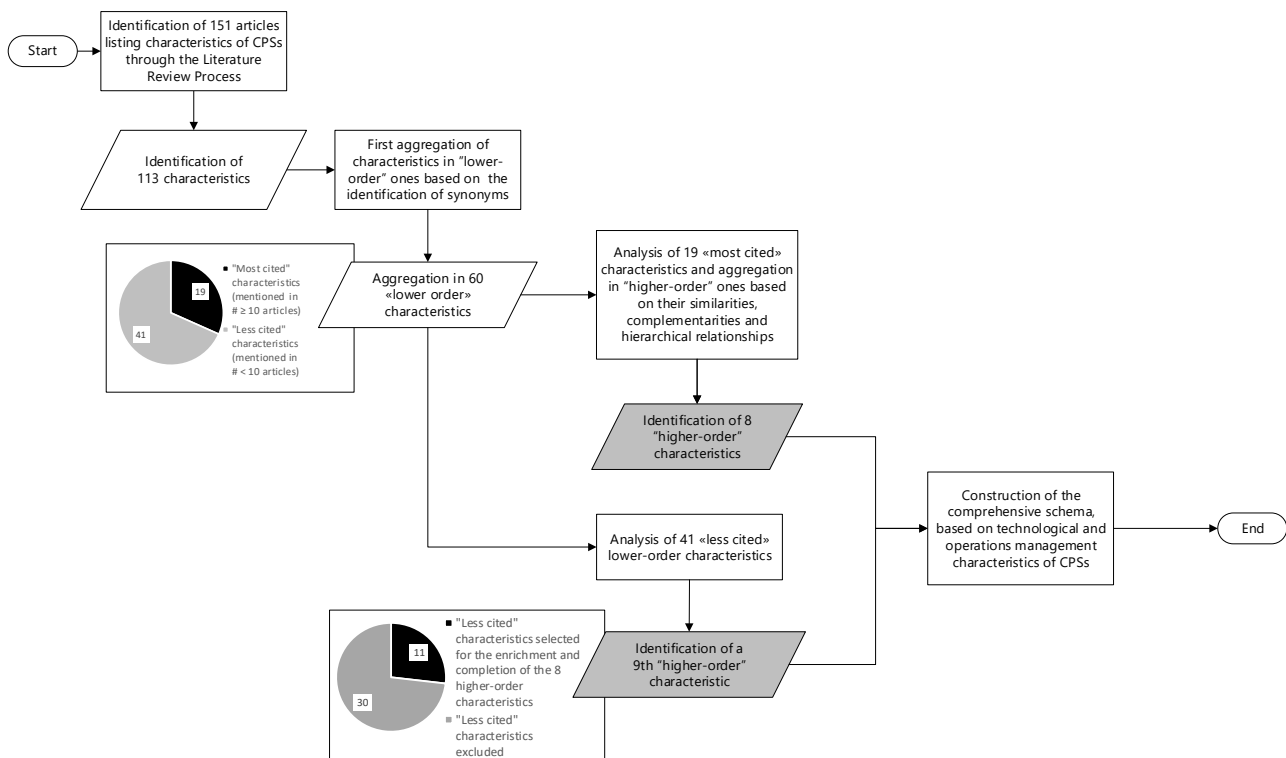 Start
Identification of 151 articles
listing characteristics of CPSs
through the Literature
Review Process
Identification of
113 characteristics
First aggregation of
characteristics in “lower-
order” ones based on the
identification of synonyms
19
41
"Most cited"
characteristics
(mentioned in
# ≥ 10 articles)
"Less cited"
characteristics
(mentioned in
# < 10 articles)
Aggregation in 60
«lower order»
characteristics
Analysis of 19 «most cited»
characteristics and aggregation
in “higher-order” ones based
on their similarities,
complementarities and
hierarchical relationships
Identification of 8
“higher-order”
characteristics
Analysis of 41 «less cited»
lower-order characteristics
11
30
"Less cited"
characteristics selected
for the enrichment and
completion of the 8
higher-order
characteristics
"Less cited"
characteristics
excluded
Identification of a
9th “higher-order”
characteristic
Construction of the
comprehensive schema,
based on technological and
operations management
characteristics of CPSs
End